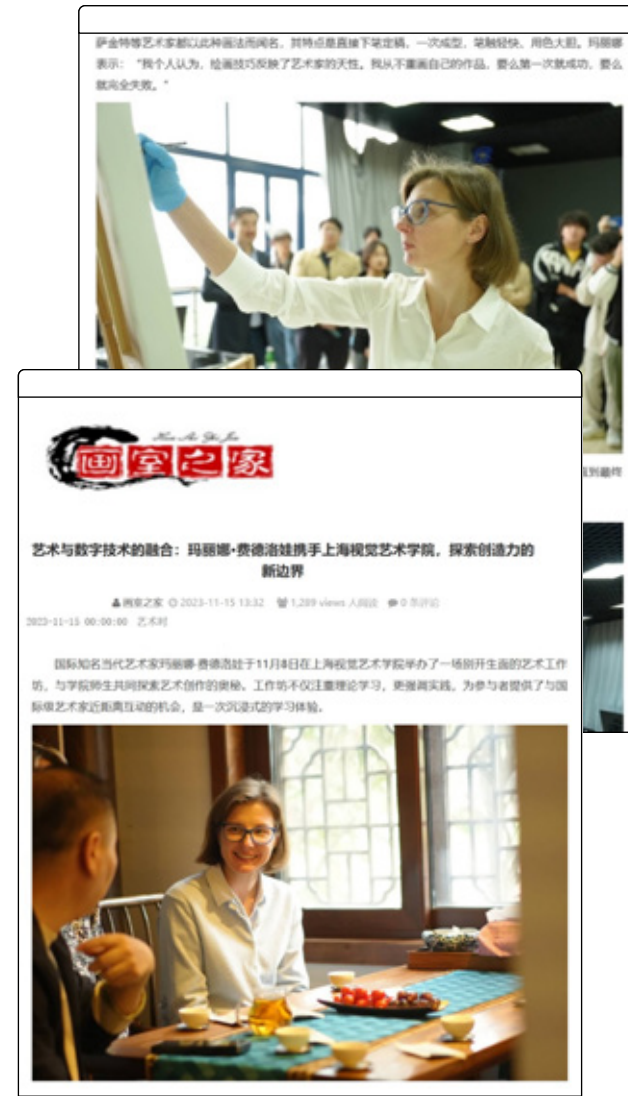 萨金特等艺术家都以此种画法而闻名，其特点是直接下笔定稿，一次成型，笔触轻快、用色大胆。玛丽娜
表示：“我个人认为，绘画技巧反映了艺术家的天性。我从不重画自己的作品，要么第一次就成功，要么
就完全失败。”
直到最终
画室之家
艺术与数字技术的融合：玛丽娜·费德洛娃携手上海视觉艺术学院，探索创造力的
新边界
画室之家 2023-11-15 13:32 1,289 views 人阅读 0 条评论
2023-11-15 00:00:00 艺术时
国际知名当代艺术家玛丽娜·费德洛娃于11月8日在上海视觉艺术学院举办了一场别开生面的艺术工作
坊，与学院师生共同探索艺术创作的奥秘。工作坊不仅注重理论学习，更强调实践，为参与者提供了与国
际级艺术家近距离互动的机会，是一次沉浸式的学习体验。